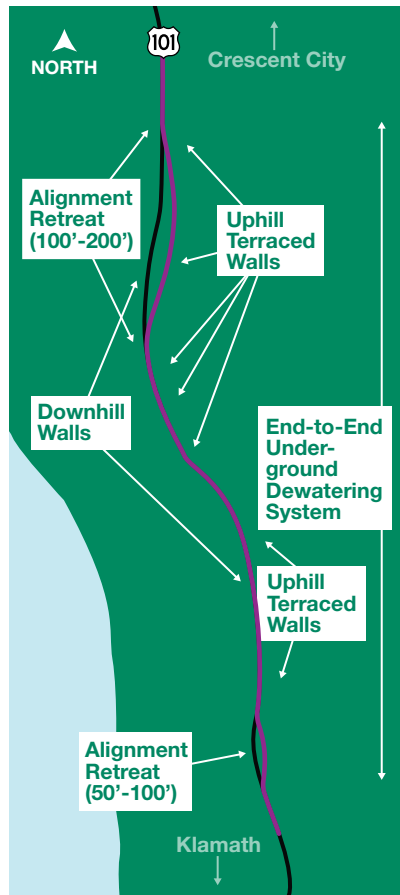 101
NORTH
Crescent City
Alignment
Retreat
(100'-200')
Uphill
Terraced
Walls
Downhill
Walls
End-to-End
Under-
ground
Dewatering
System
Uphill
Terraced
Walls
Alignment
Retreat
(50'-100')
Klamath